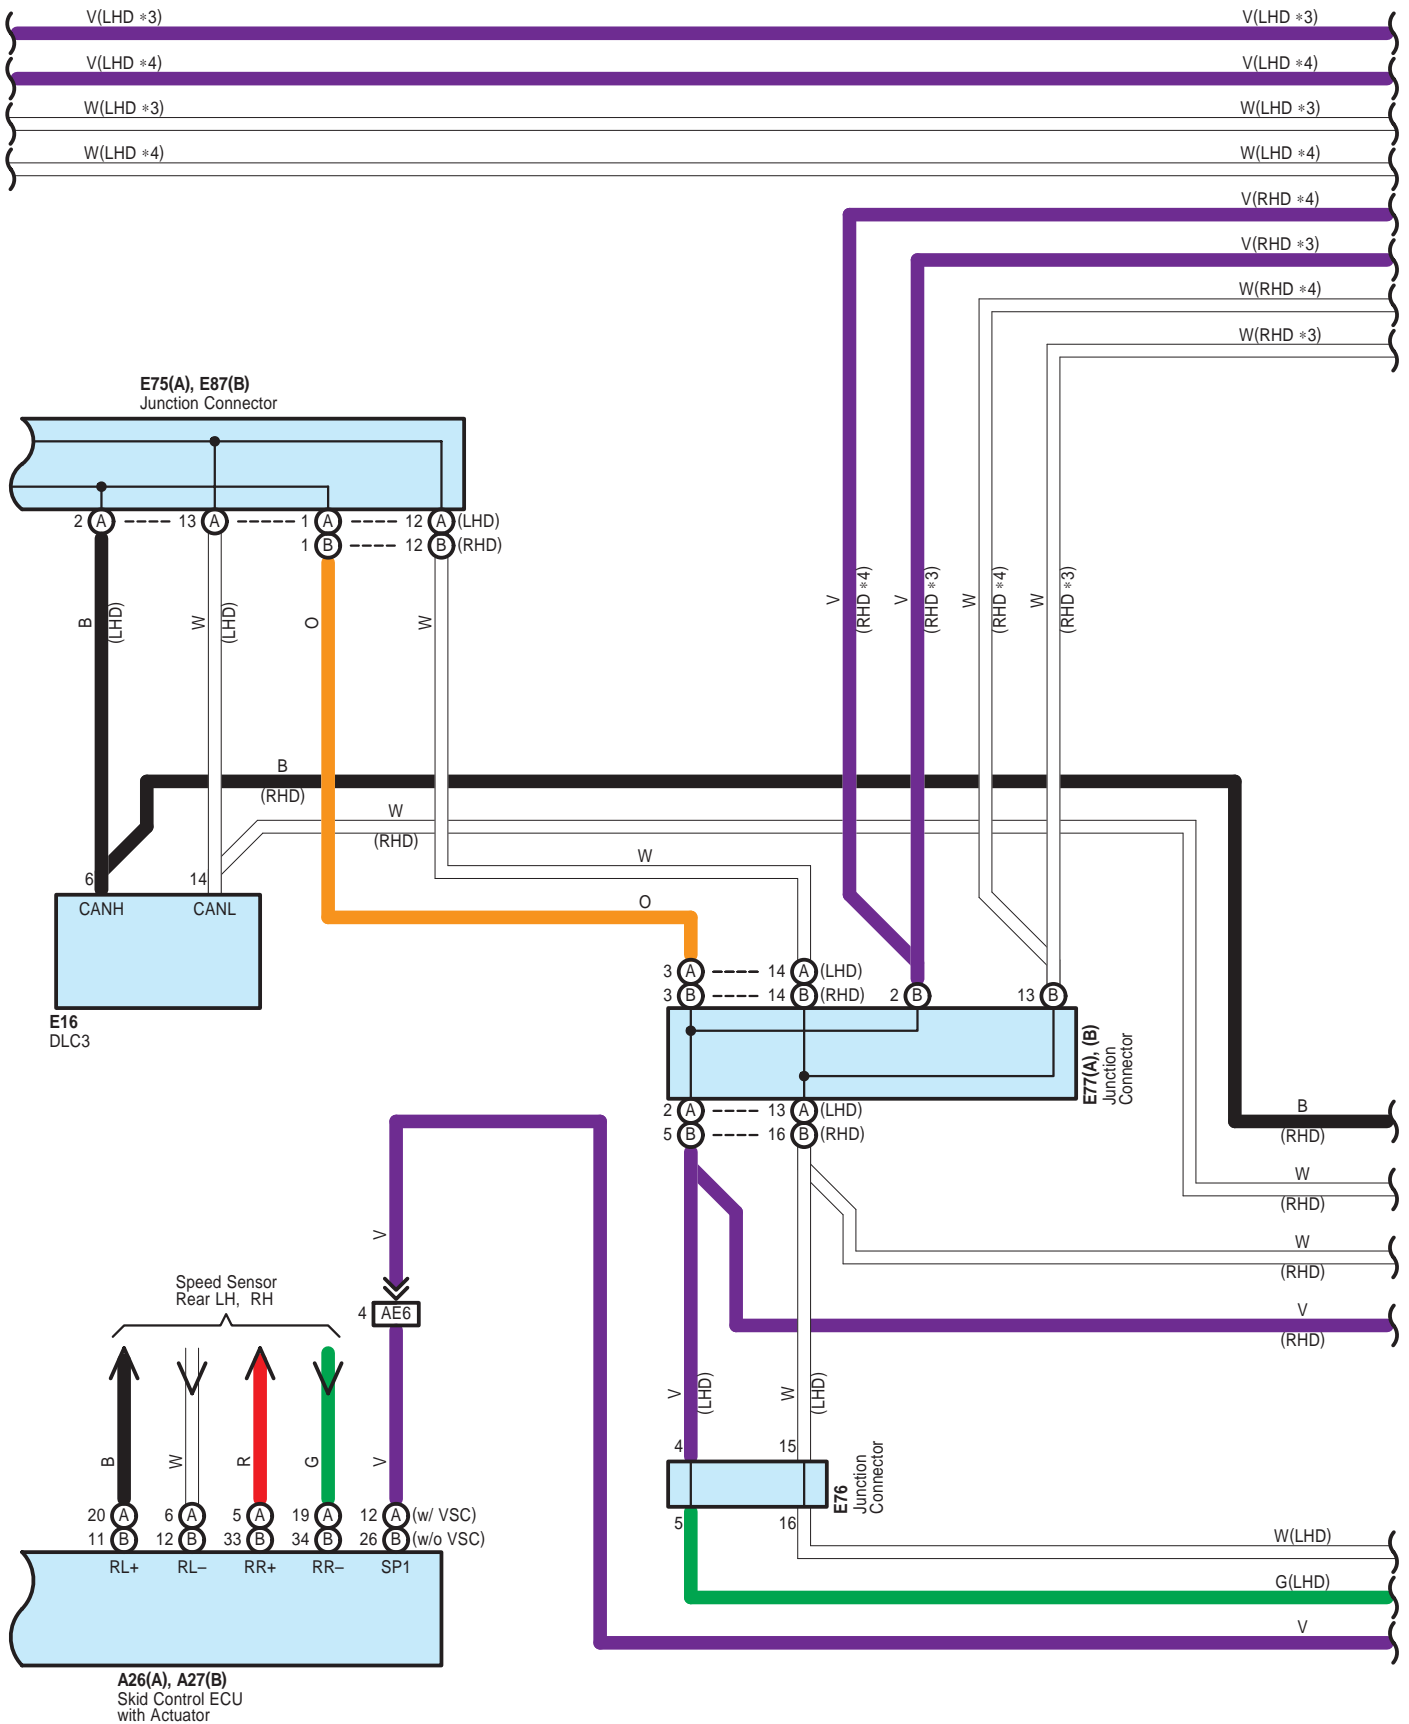 V(LHD *3) V(LHD *3)
V(LHD *4) V(LHD *4)
W(LHD *3) W(LHD *3)
W(LHD *4) W(LHD *4)
V(RHD *4)
V(RHD *3)
W(RHD *4)
W(RHD *3)
E75(A), E87(B)
Junction Connector
2 A 13 A 1 A 12 A (LHD)
1 B 12 B (RHD)
B (LHD) W (LHD) O W
V (RHD *4) V (RHD *3) W (RHD *4) W (RHD *3)
B
(RHD)
W
(RHD)
W
O
6 14
CANH CANL
E16
DLC3
3 A 14 A (LHD)
3 B 14 B (RHD) 2 B 13 B
E77(A), (B)
Junction
Connector
2 A 13 A (LHD)
5 B 16 B (RHD)
B
(RHD)
W
(RHD)
W
(RHD)
V
(RHD)
V
Speed Sensor
Rear LH, RH
4 AE6
V (LHD) W (LHD)
B W R G V
4 15
E76
Junction
Connector
5 16
20 A 6 A 5 A 19 A 12 A (w/ VSC)
11 B 12 B 33 B 34 B 26 B (w/o VSC)
RL+ RL– RR+ RR– SP1
W(LHD)
G(LHD)
V
A26(A), A27(B)
Skid Control ECU
with Actuator